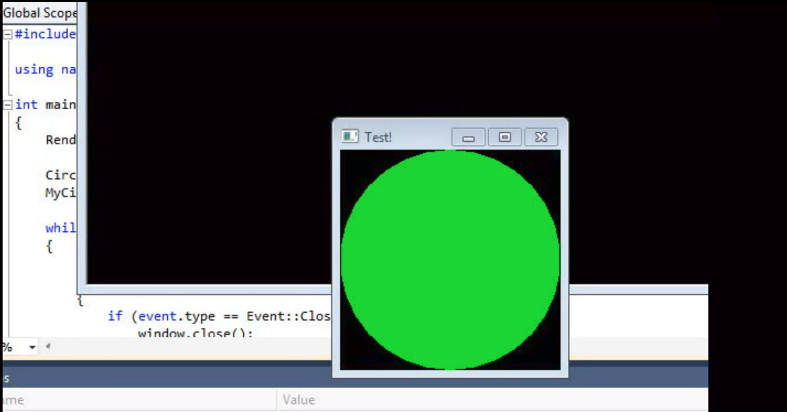 Global Scope
#include
using na
int main
{
Rend
Circ
MyCi
whil
{
Test!
{
if (event.type == Event::Clos
window.close():
%
s
me
Value